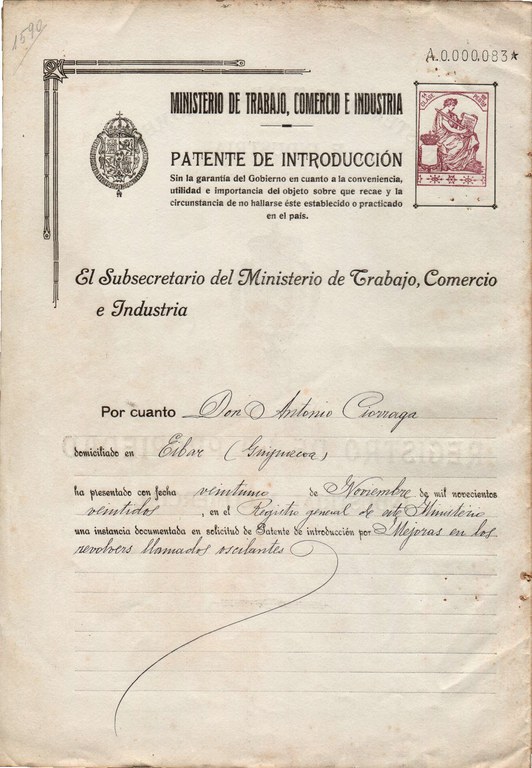 1590
A.0.000.083*
MINISTERIO DE TRABAJO, COMERCIO E INDUSTRIA
PATENTE DE INTRODUCCIÓN
Sin la garantía del Gobierno en cuanto a la conveniencia,
utilidad e importancia del objeto sobre que recae y la
circunstancia de no hallarse éste establecido o practicado
en el país.
El Subsecretario del Ministerio de Trabajo, Comercio
e Industria
Por cuanto Don Antonio
domiciliado en Eibar (Guipuzcoa)
ha presentado con fecha veintiuno de Noviembre de mil novecientos
veintidos, en el Registro general de este Ministerio
una instancia documentada en solicitud de Patente de introducción por Mejoras en los
revolvers llamados oscilantes